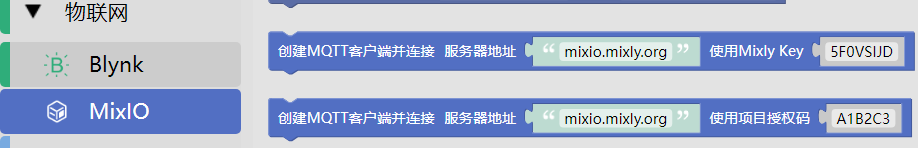 物联网
Blynk
MixIO
创建MQTT客户端并连接 服务器地址 “ mixio.mixly.org ” 使用Mixly Key 5F0VSIJD
创建MQTT客户端并连接 服务器地址 “ mixio.mixly.org ” 使用项目授权码 A1B2C3